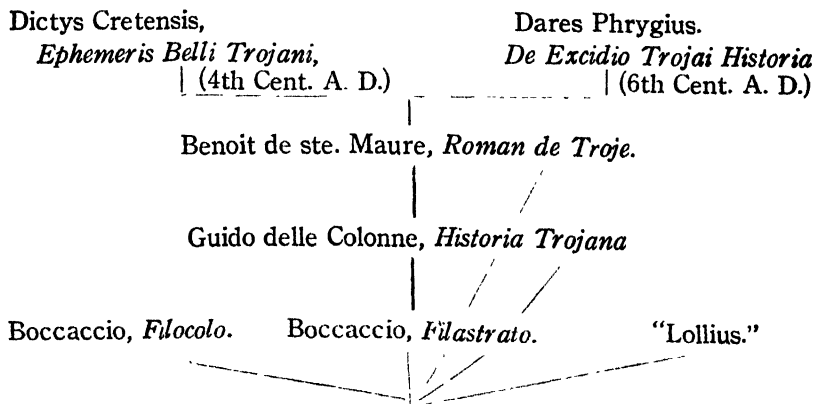 Dictys Cretensis, Dares Phrygius.
Ephemeris Belli Trojani, De Excidio Trojai Historia
(4th Cent. A. D.) (6th Cent. A. D.)
Benoit de ste. Maure, Roman de Troje.
Guido delle Colonne, Historia Trojana
Boccaccio, Filocolo. Boccaccio, Filastrato. “Lollius.”